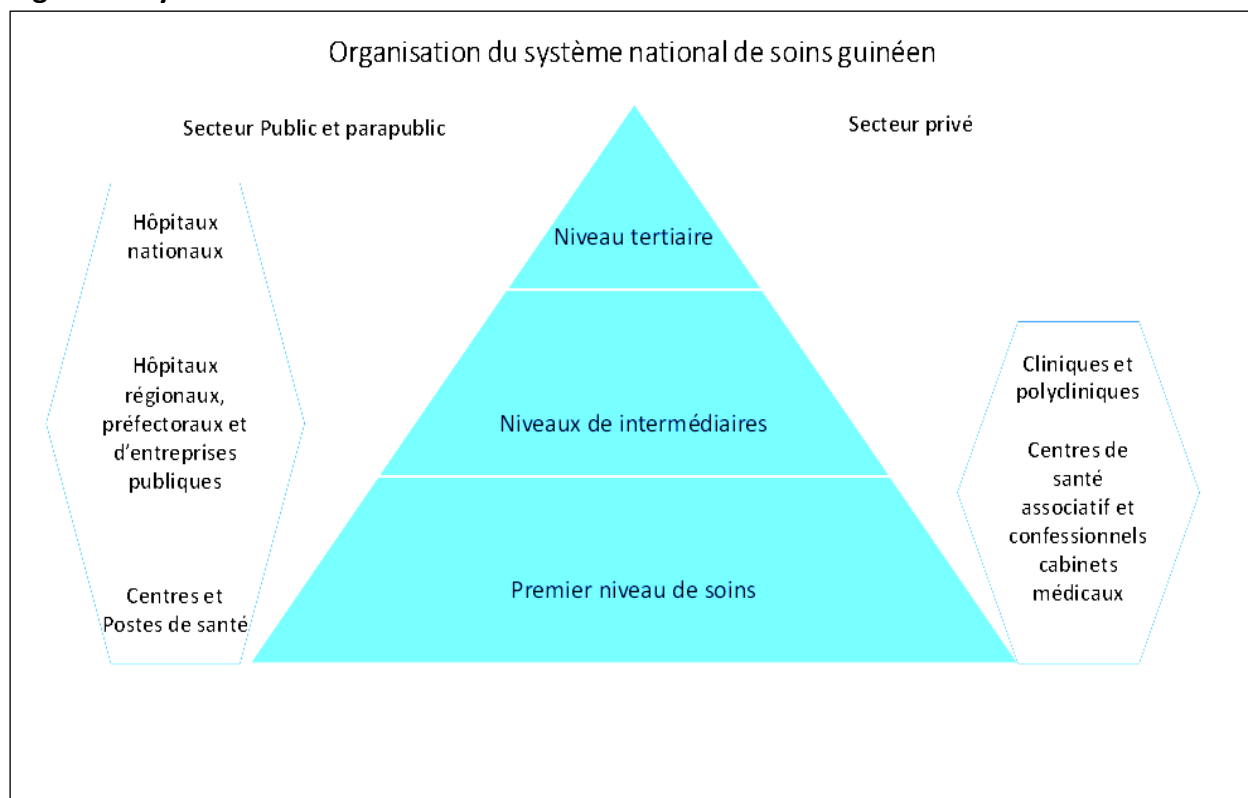 Organisation du système national de soins guinéen
Secteur Public et parapublic
Secteur privé
Hôpitaux
nationaux
Hôpitaux
régionaux,
préfectoraux et
d'entreprises
publiques
Centres et
Postes de santé
Niveau tertiaire
Niveaux de intermédiaires
Premier niveau de soins
Cliniques et
polycliniques
Centres de
santé
associatif et
confessionnels
cabinets
médicaux